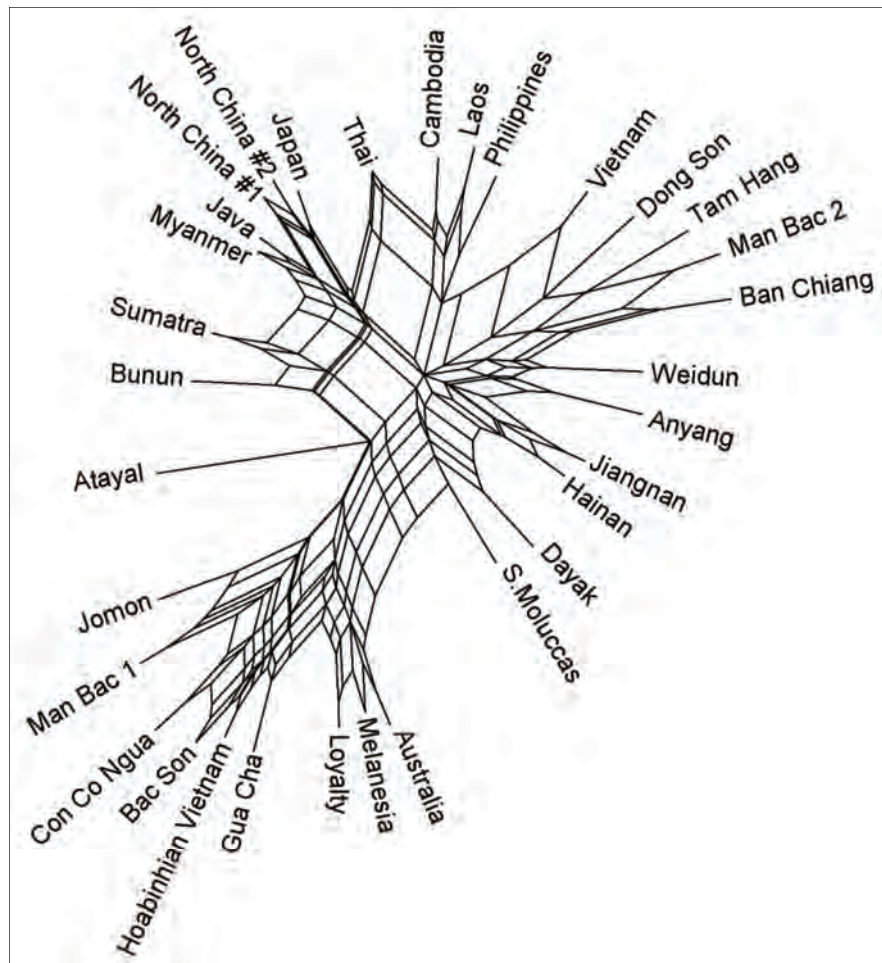 North China #2
North China #1
Japan
Java
Myanmer
Thai
Cambodia
Laos
Philippines
Vietnam
Dong Son
Tam Hang
Man Bac 2
Ban Chiang
Sumatra
Bunun
Weidun
Anyang
Atayal
Jiangnan
Hainan
Dayak
S.Moluccas
Jomon
Man Bac 1
Con Co Ngua
Bac Son
Hoabinhian Vietnam
Gua Cha
Loyalty
Melanesia
Australia